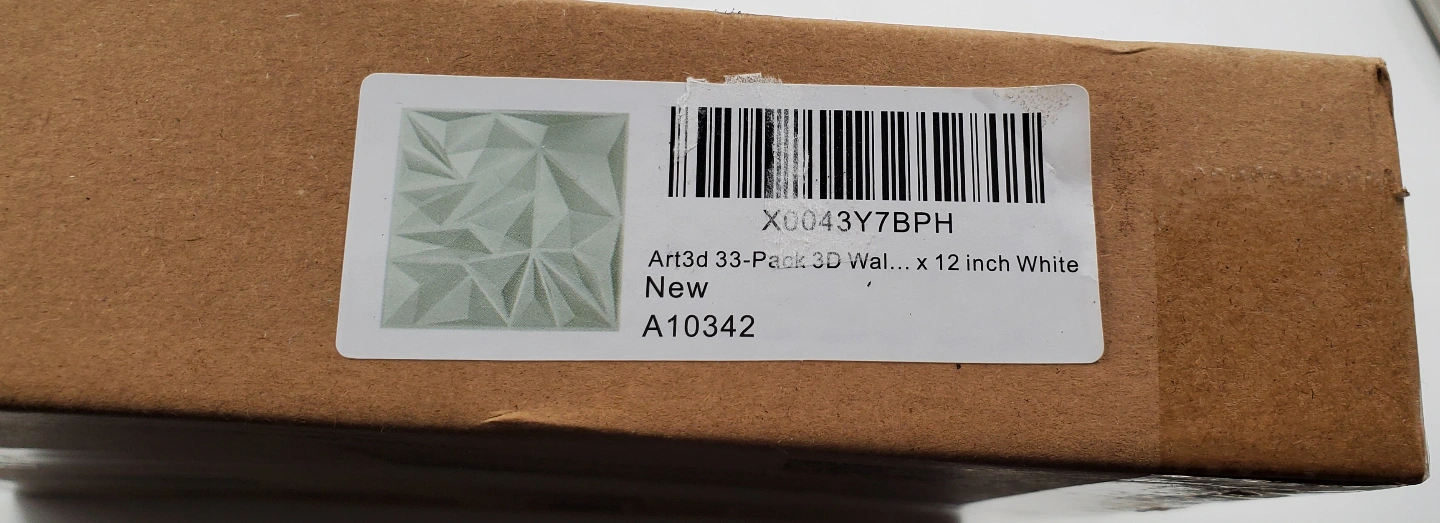 X0043Y7BPH
Art3d 33-Pack 3D Wal... x 12 inch White
New
A10342